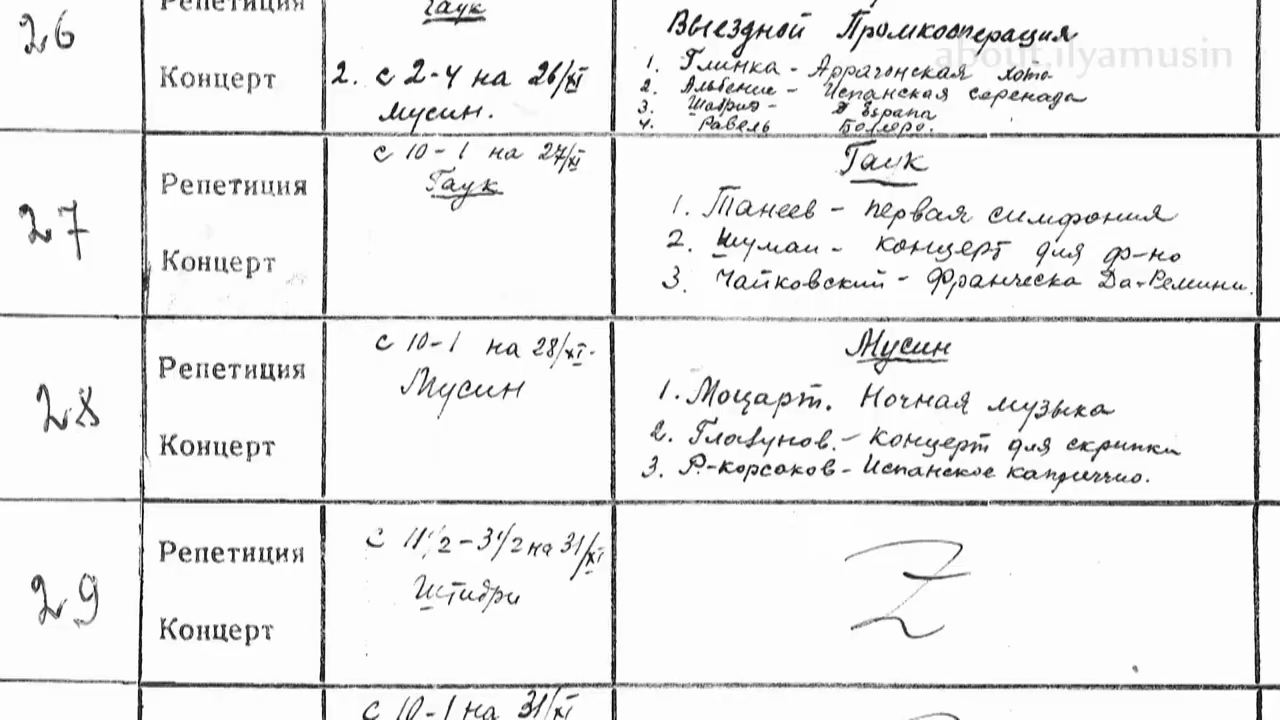 26
Репетиция
Гаук
Концерт
2. с 2-4 на 26/XI
Мусин.
Выездной Промкооперация
1. Глинка - Аррагонская хота
2. Альбенис - Испанская серенада
3. Шабрие -
4. Равель Болеро.
about.ilyamusin
27
Репетиция
Концерт
с 10-1 на 27/XI
Гаук
Гаук
1. Танеев - первая симфония
2. Шуман - концерт для ф-но
3. Чайковский - Франческа Да-Ремини.
28
Репетиция
Концерт
с 10-1 на 28/XI.
Мусин
Мусин
1. Моцарт. Ночная музыка
2. Глазунов. - концерт для скрипки
3. Р.-корсаков - Испанское каприччио.
29
Репетиция
Концерт
с 11 1/2 - 3 1/2 на 31/XI
Штидри
с 10-1 на 31/XI